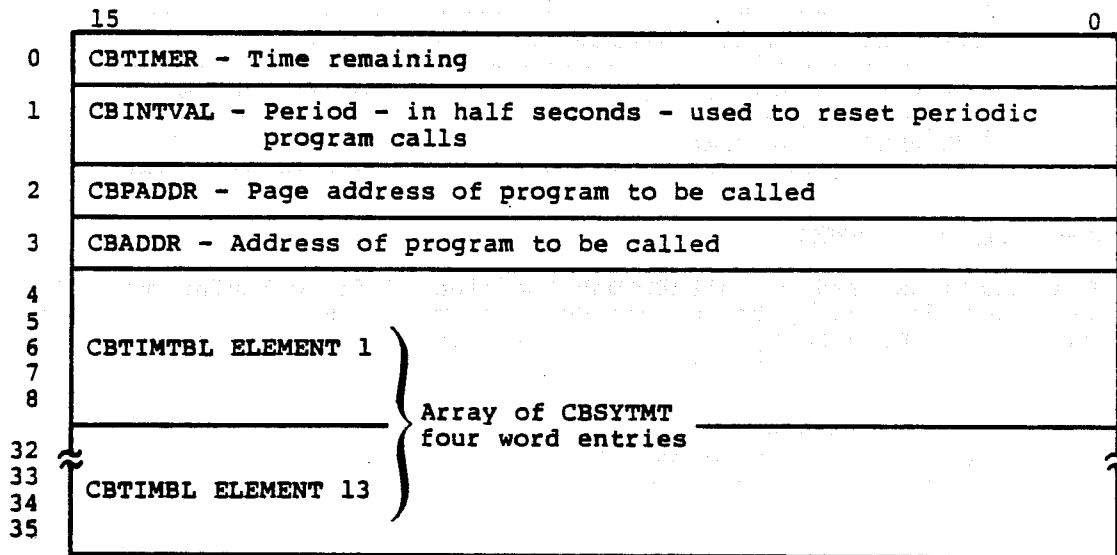 15 0
0 CBTIMER - Time remaining
1 CBINTVAL - Period - in half seconds - used to reset periodic
program calls
2 CBPADDR - Page address of program to be called
3 CBADDR - Address of program to be called
4
5
6 CBTIMTBL ELEMENT 1
7
8
Array of CBSYTMT
four word entries
32
33
CBTIMBL ELEMENT 13
34
35